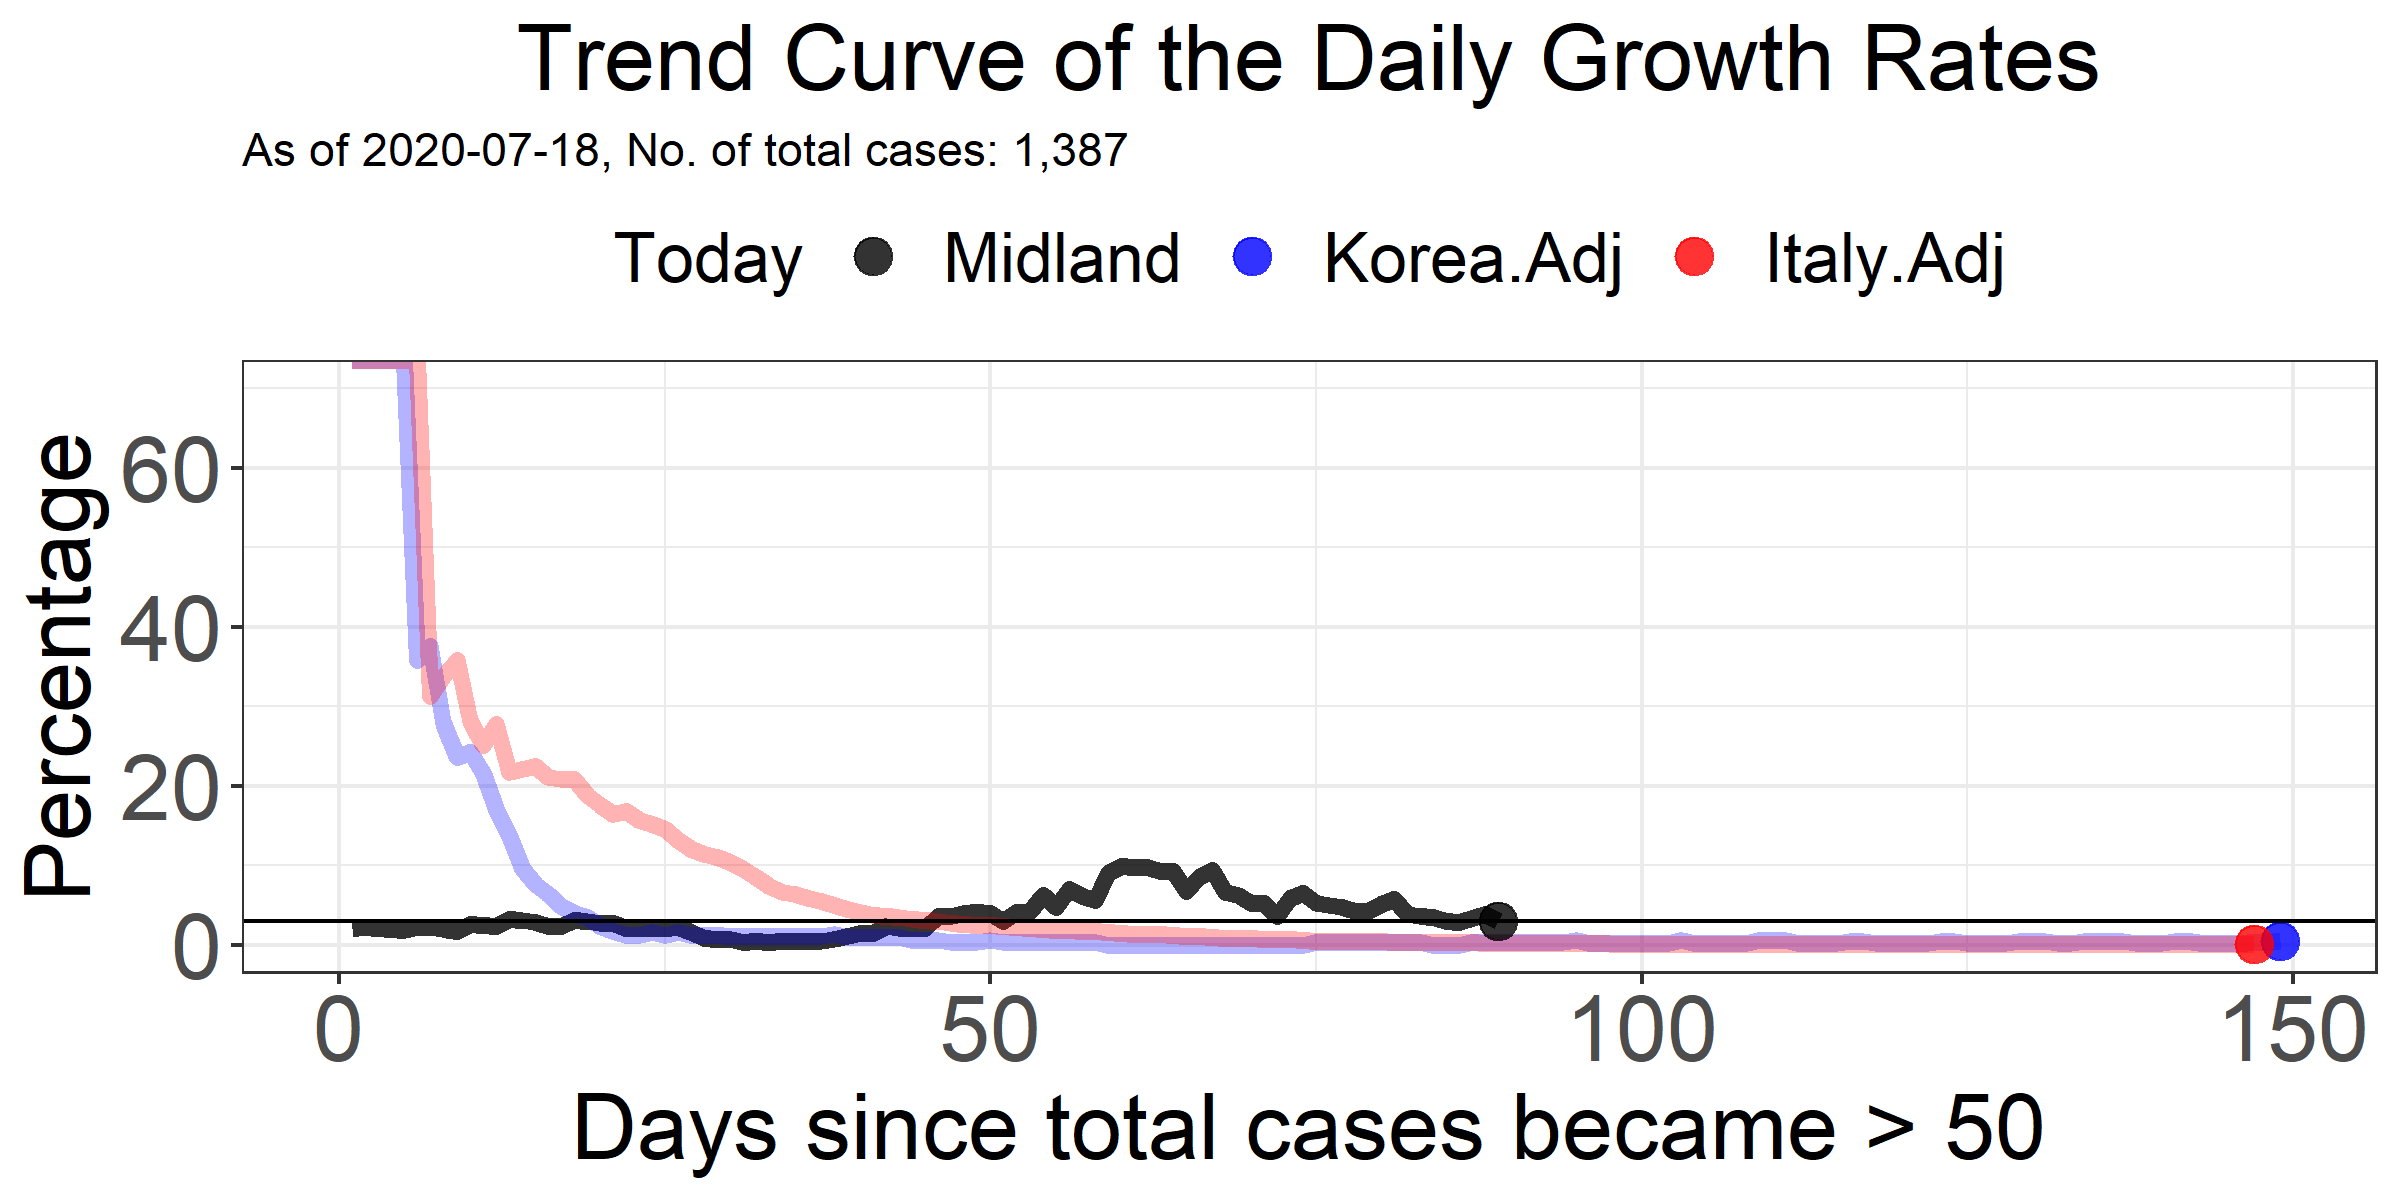 Trend Curve of the Daily Growth Rates
As of 2020-07-18, No. of total cases: 1,387
Today Midland Korea.Adj Italy.Adj
Percentage
60
40
20
0
0 50 100 150
Days since total cases became > 50